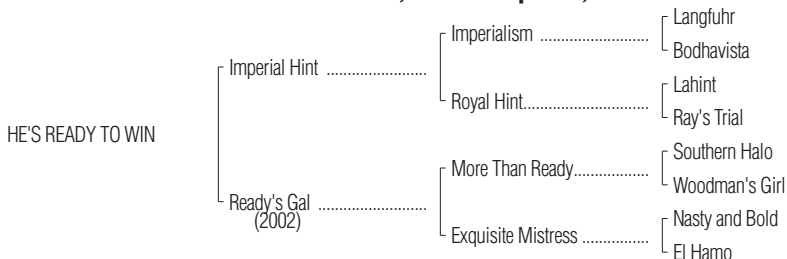 Imperialism
Langfuhr
Bodhavista
Imperial Hint
Royal Hint
Lahint
Ray's Trial
HE'S READY TO WIN
More Than Ready
Southern Halo
Woodman's Girl
Ready's Gal
(2002)
Exquisite Mistress
Nasty and Bold
El Hamo